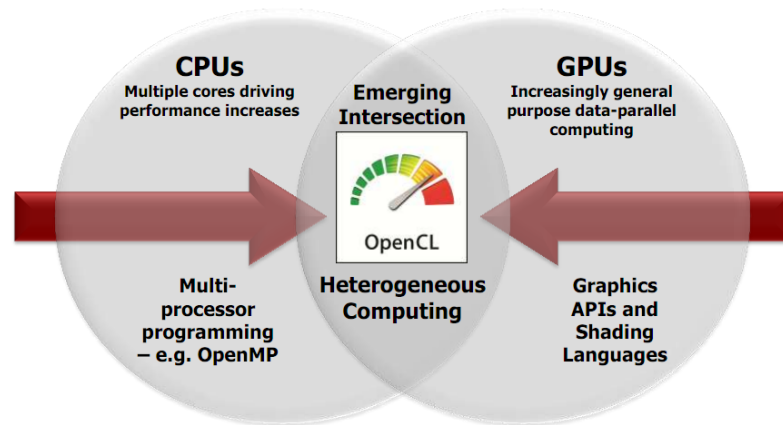 CPUs
Multiple cores driving
performance increases
Emerging
Intersection
GPUs
Increasingly general
purpose data-parallel
computing
OpenCL
Heterogeneous
Computing
Multi-
processor
programming
– e.g. OpenMP
Graphics
APIs and
Shading
Languages